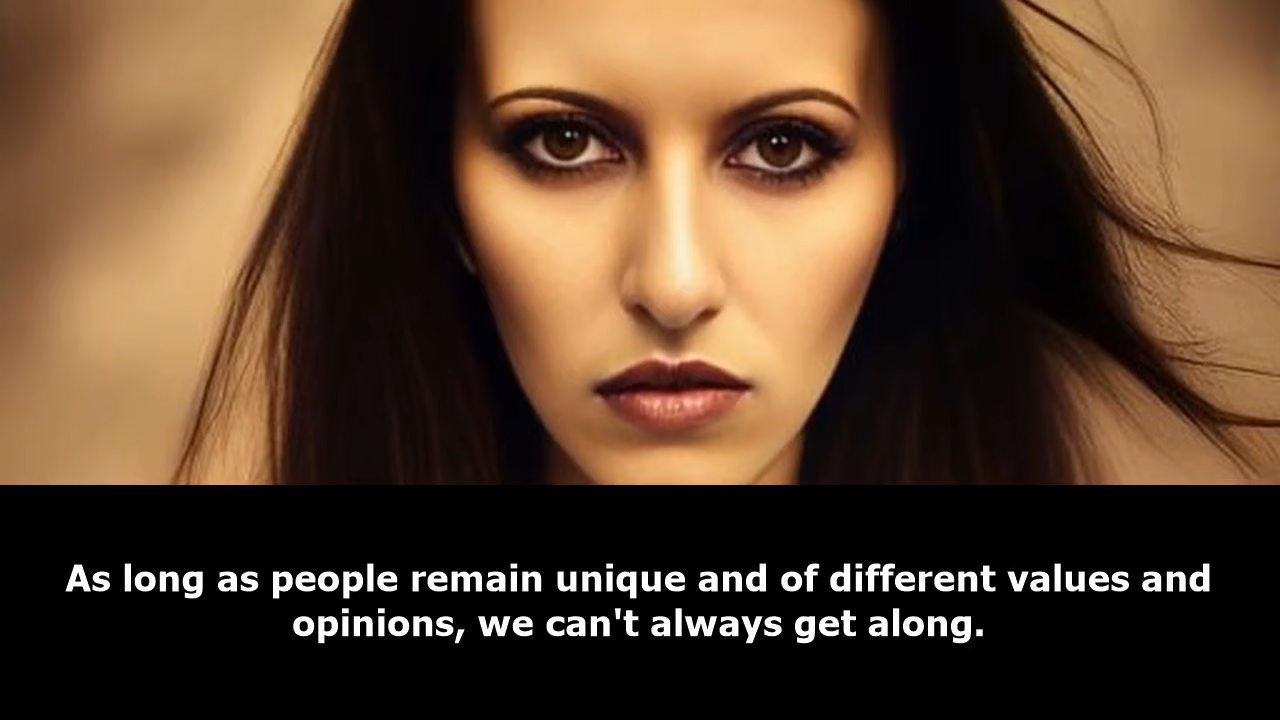 As long as people remain unique and of different values and
opinions, we can't always get along.